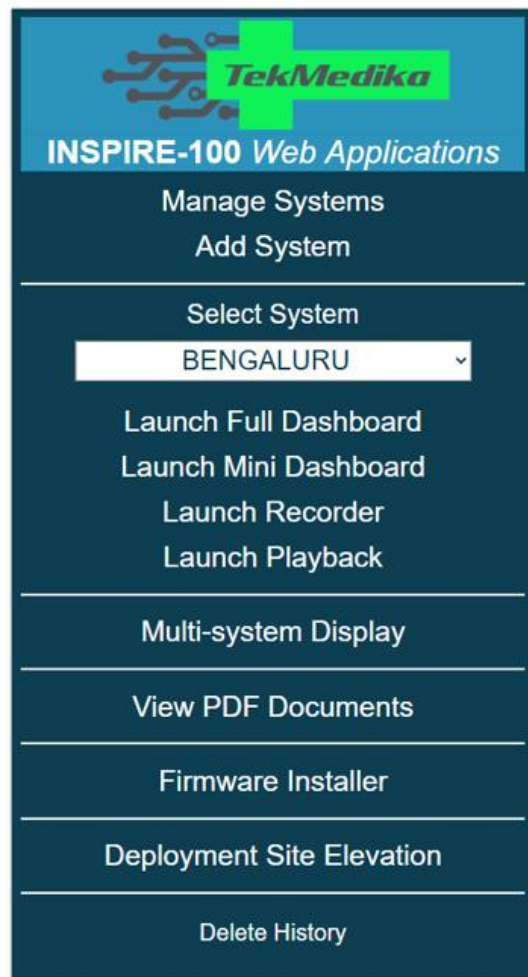 TekMedika
INSPIRE-100 Web Applications
Manage Systems
Add System
Select System
BENGALURU
Launch Full Dashboard
Launch Mini Dashboard
Launch Recorder
Launch Playback
Multi-system Display
View PDF Documents
Firmware Installer
Deployment Site Elevation
Delete History